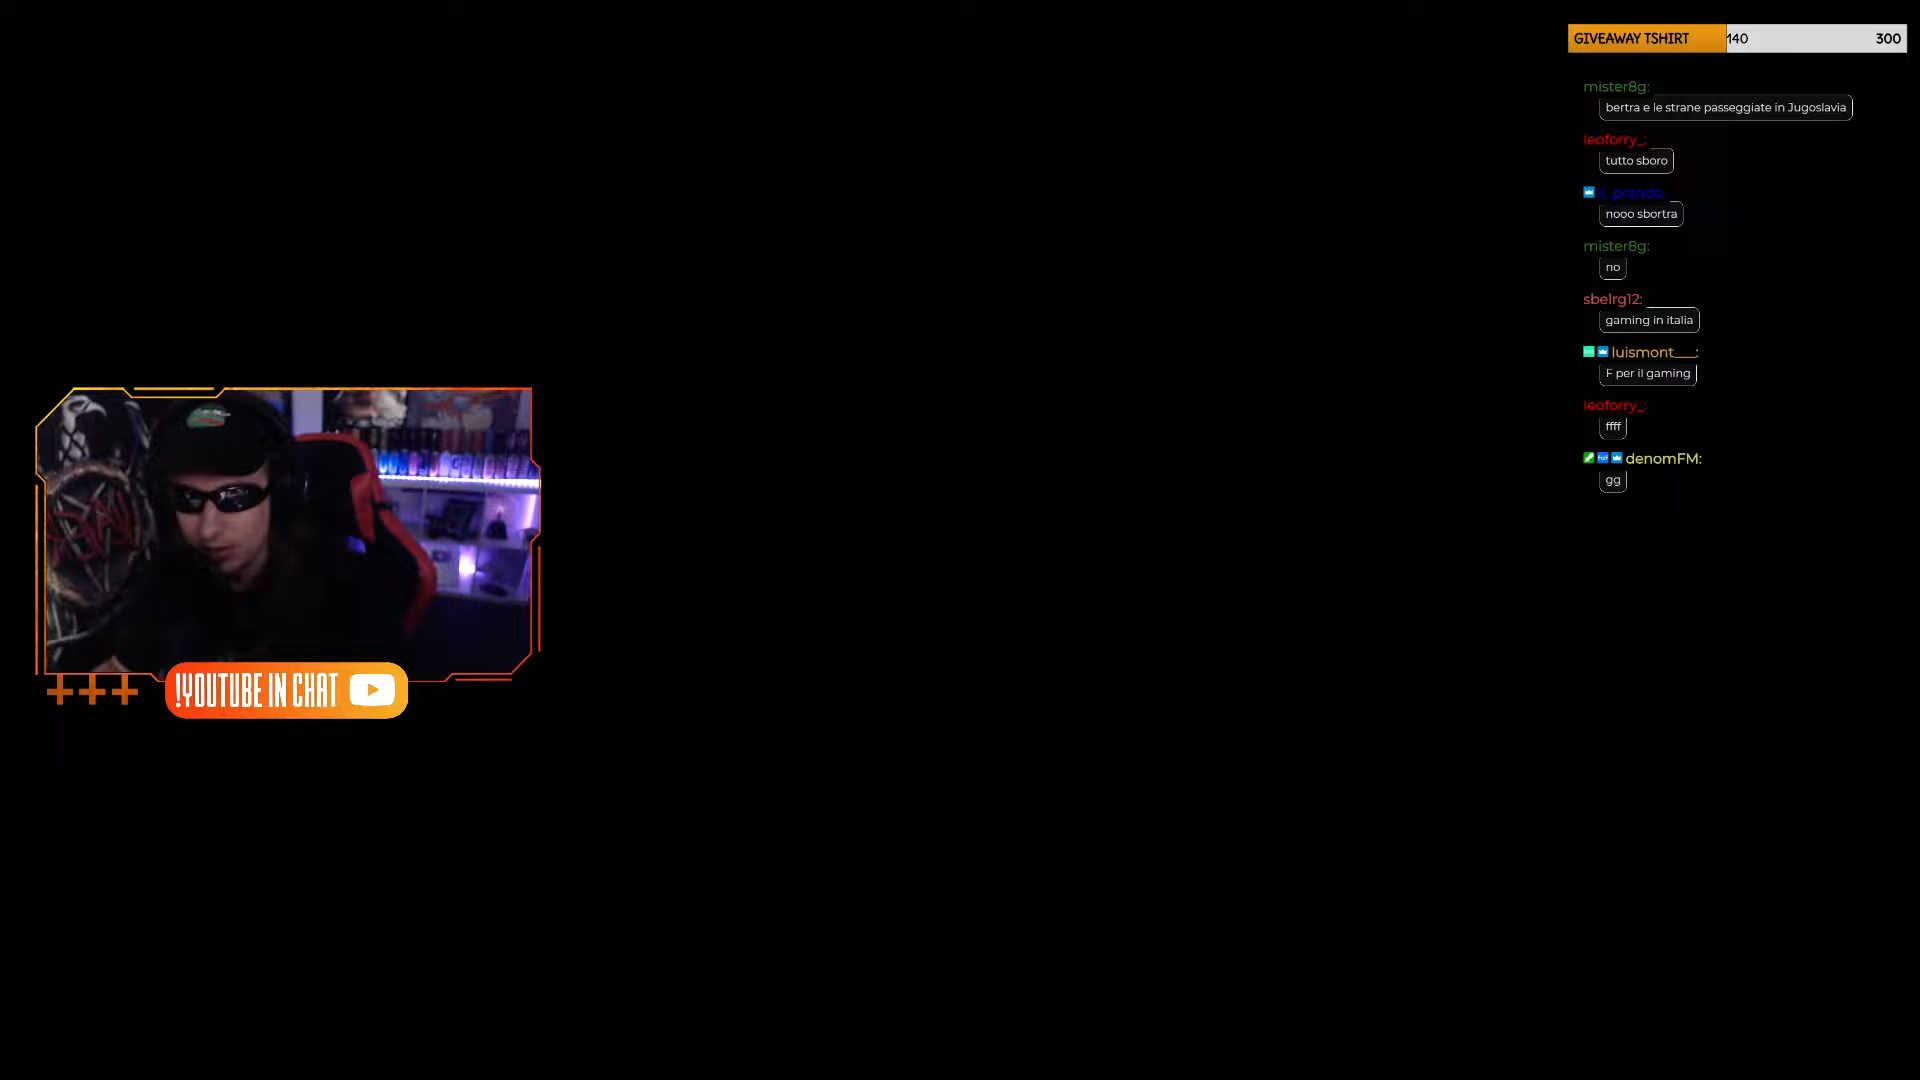 GIVEAWAY TSHIRT 140 300
mister8g:
bertra e le strane passeggiate in Jugoslavia
leoforry_:
tutto sboro
prando
nooo sbortra
mister8g:
no
sbelrg12:
gaming in italia
luismont___:
F per il gaming
leoforry_:
ffff
denomFM:
gg
!YOUTUBE IN CHAT